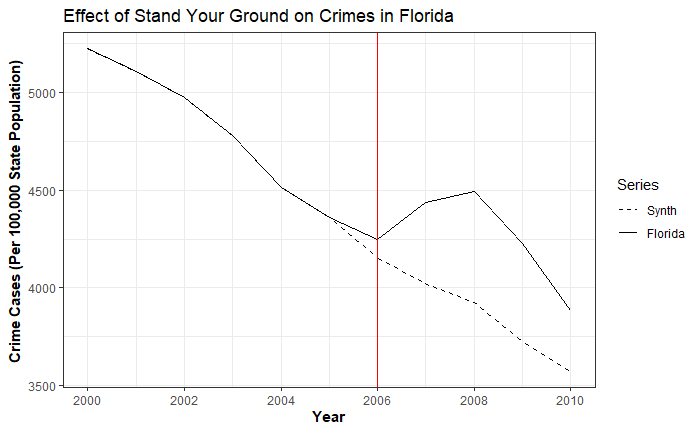 Effect of Stand Your Ground on Crimes in Florida
Crime Cases (Per 100,000 State Population)
5000
4500
4000
3500
2000 2002 2004 2006 2008 2010
Year
Series
Synth
Florida